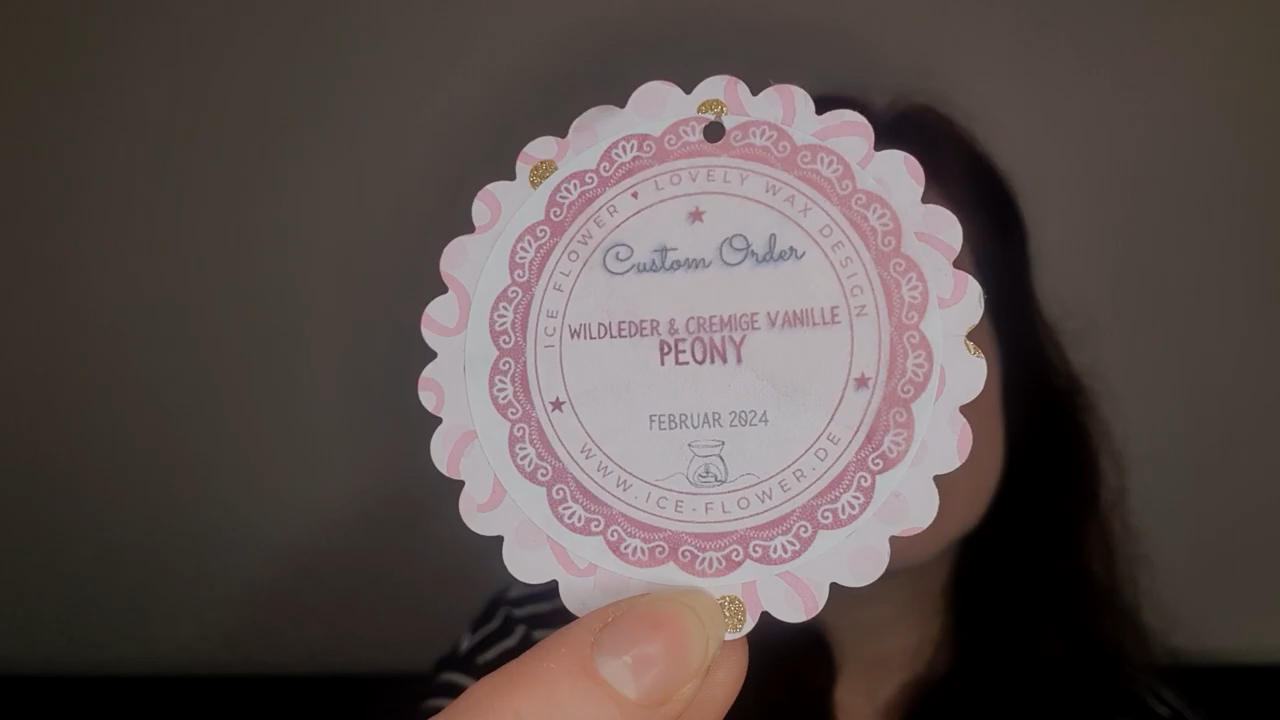 ICE FLOWER ♥ LOVELY WAX DESIGN
Custom Order
WILDLEDER & CREMIGE VANILLE
PEONY
FEBRUAR 2024
WWW.ICE-FLOWER.DE